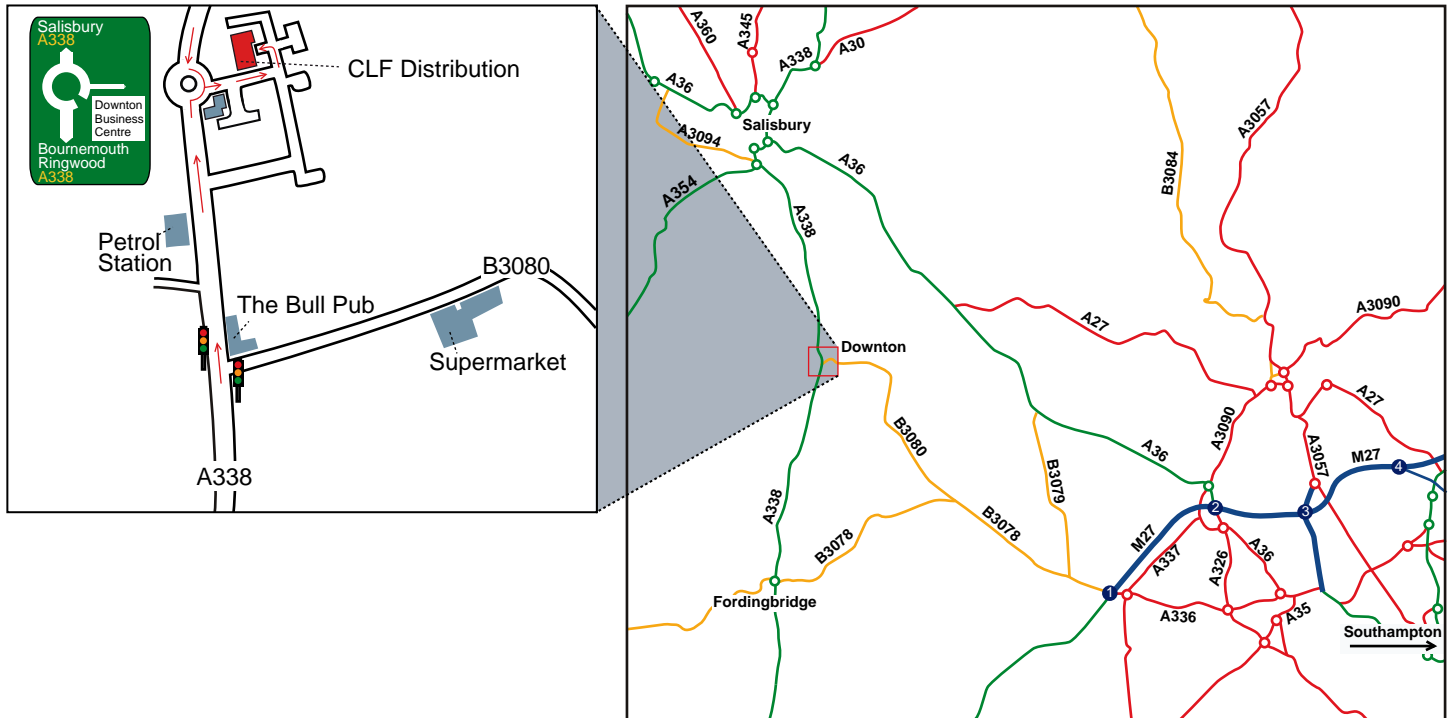 Salisbury
A338
Downton
Business
Centre
Bournemouth
Ringwood
A338
CLF Distribution
Petrol
Station
The Bull Pub
B3080
Supermarket
A338
A360
A345
A338
A30
A36
Salisbury
A3094
A354
A36
A338
B3084
A3057
A3090
A27
Downton
B3080
A3090
A27
A36
B3079
A3057
M27
4
A338
B3078
B3078
M27
2
3
A337
A326
A36
1
Fordingbridge
A336
A35
Southampton